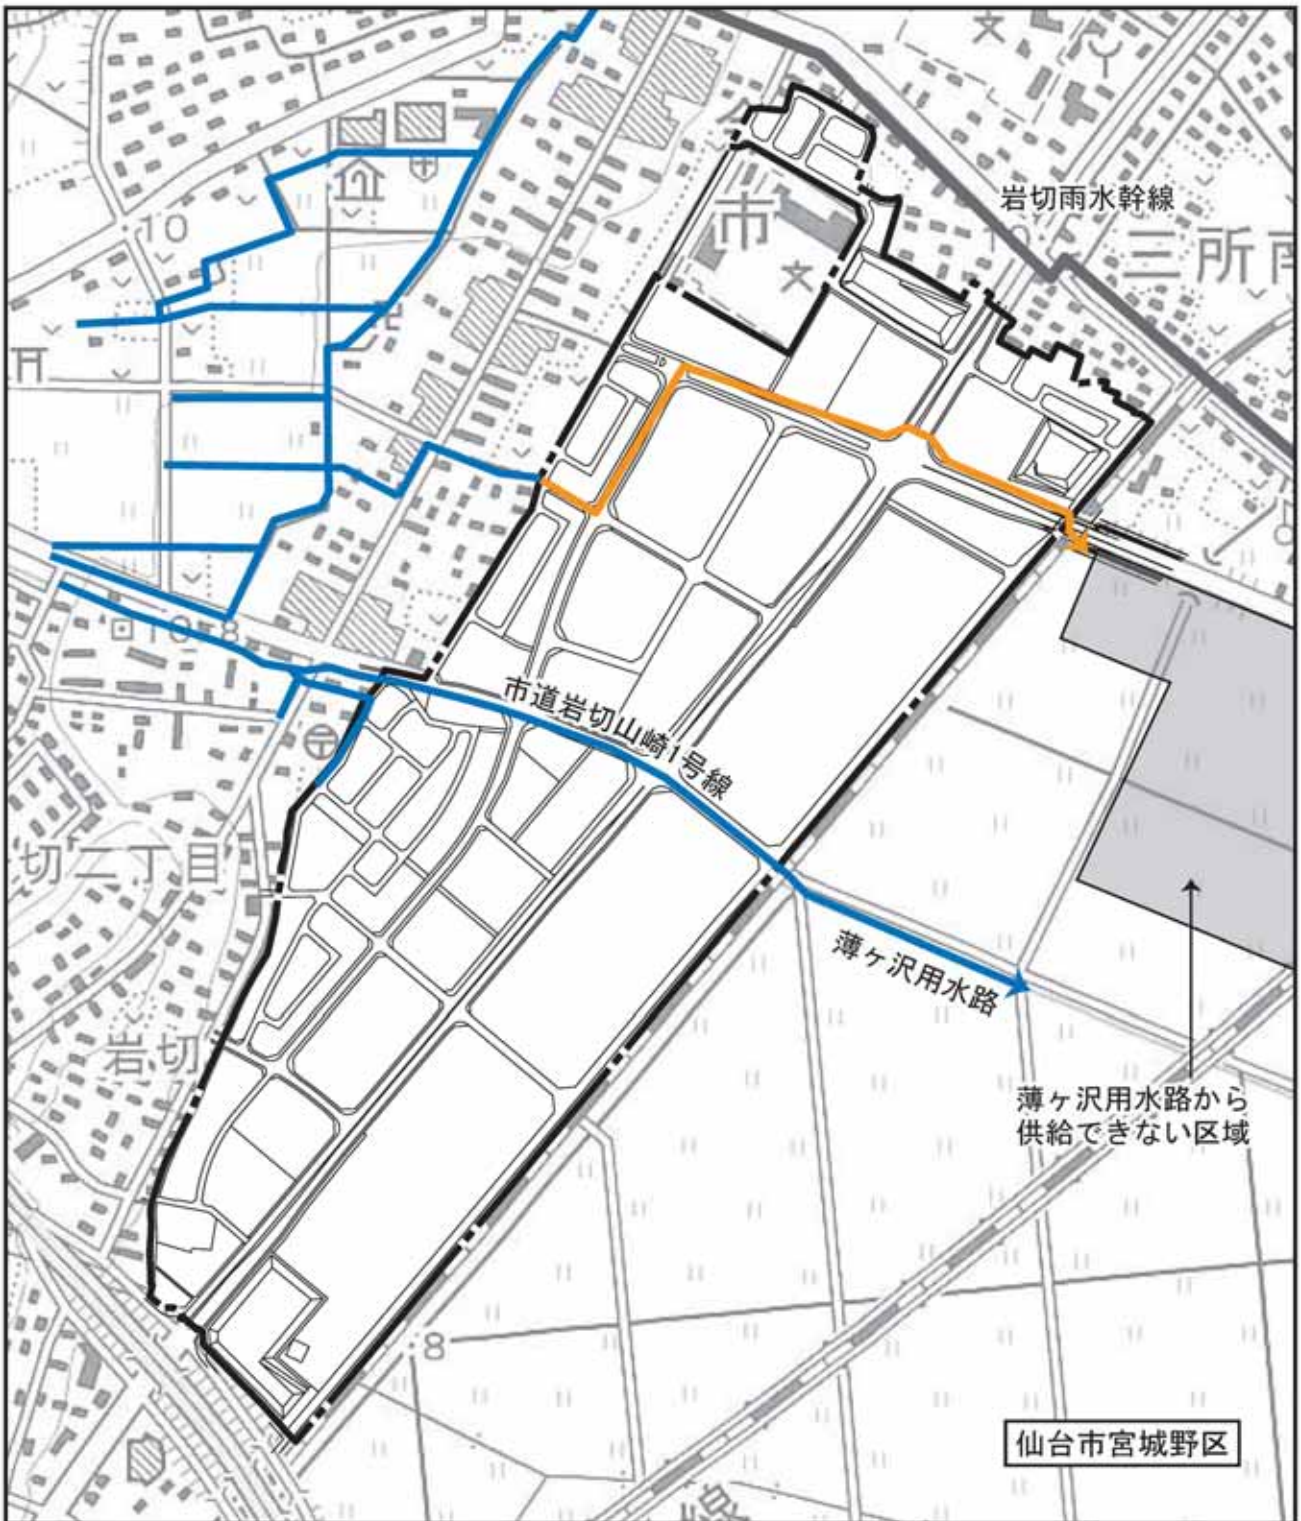 岩切雨水幹線
市
10
10
三所南
市道岩切山崎1号線
切二丁目
薄ヶ沢用水路
岩切
薄ヶ沢用水路から
供給できない区域
8
仙台市宮城野区
線